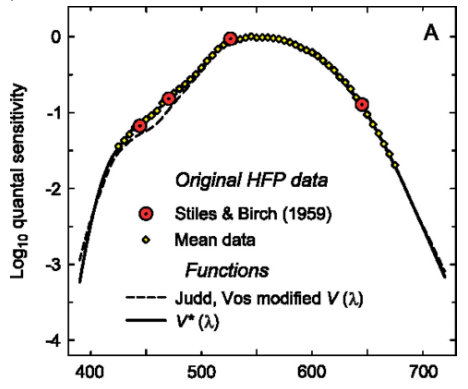 A
0
-1
-2
-3
-4
Log10 quantal sensitivity
Original HFP data
Stiles & Birch (1959)
Mean data
Functions
Judd, Vos modified V (λ)
V* (λ)
400 500 600 700